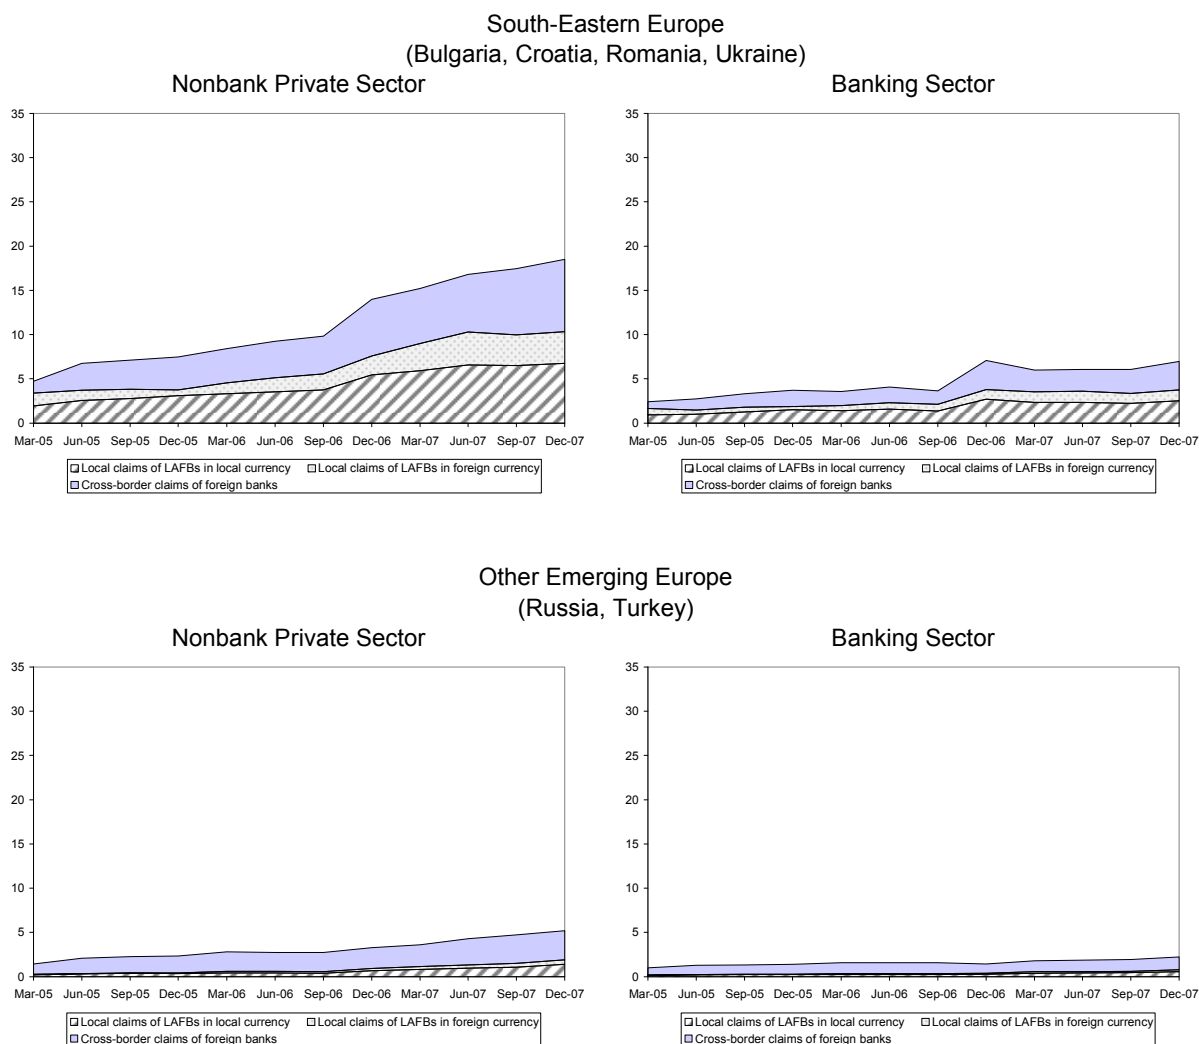 South-Eastern Europe
(Bulgaria, Croatia, Romania, Ukraine)
Nonbank Private Sector
35
30
25
20
15
10
5
0
Mar-05 Jun-05 Sep-05 Dec-05 Mar-06 Jun-06 Sep-06 Dec-06 Mar-07 Jun-07 Sep-07 Dec-07
Local claims of LAFBs in local currency Local claims of LAFBs in foreign currency
Cross-border claims of foreign banks
Banking Sector
35
30
25
20
15
10
5
0
Mar-05 Jun-05 Sep-05 Dec-05 Mar-06 Jun-06 Sep-06 Dec-06 Mar-07 Jun-07 Sep-07 Dec-07
Local claims of LAFBs in local currency Local claims of LAFBs in foreign currency
Cross-border claims of foreign banks
Other Emerging Europe
(Russia, Turkey)
Nonbank Private Sector
35
30
25
20
15
10
5
0
Mar-05 Jun-05 Sep-05 Dec-05 Mar-06 Jun-06 Sep-06 Dec-06 Mar-07 Jun-07 Sep-07 Dec-07
Local claims of LAFBs in local currency Local claims of LAFBs in foreign currency
Cross-border claims of foreign banks
Banking Sector
35
30
25
20
15
10
5
0
Mar-05 Jun-05 Sep-05 Dec-05 Mar-06 Jun-06 Sep-06 Dec-06 Mar-07 Jun-07 Sep-07 Dec-07
Local claims of LAFBs in local currency Local claims of LAFBs in foreign currency
Cross-border claims of foreign banks